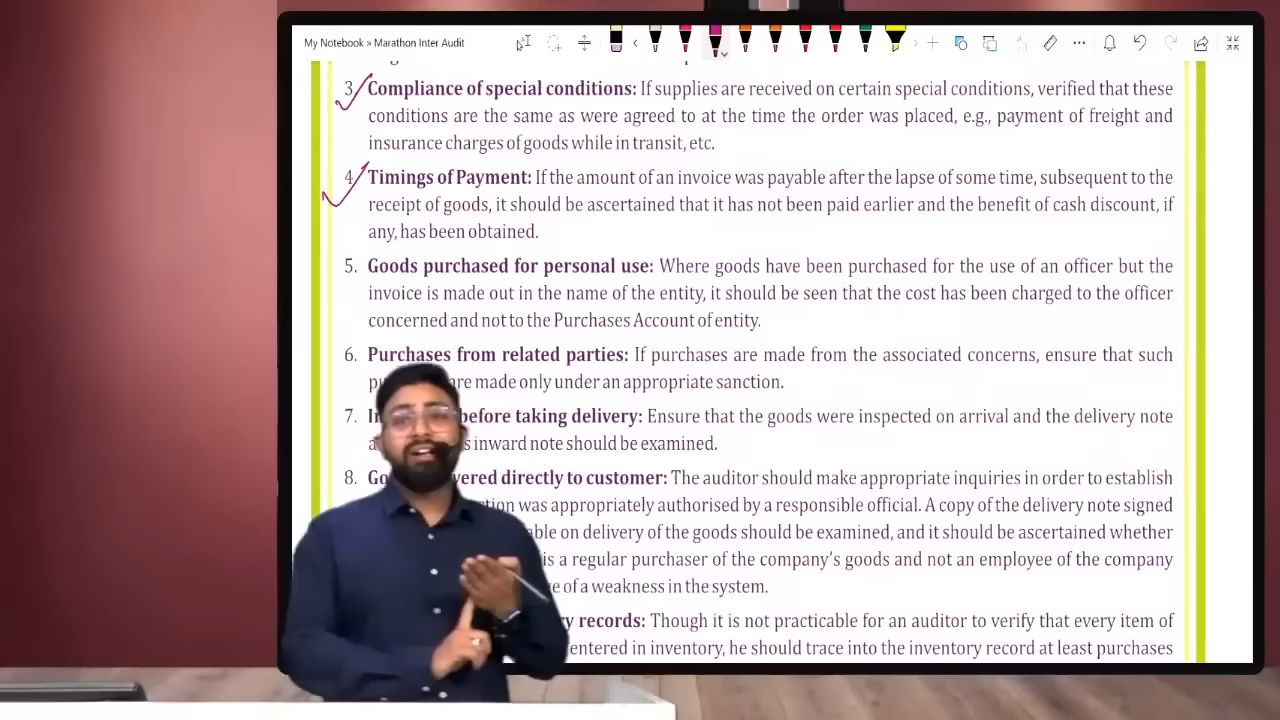 My Notebook » Marathon Inter Audit
3. Compliance of special conditions: If supplies are received on certain special conditions, verified that these
conditions are the same as were agreed to at the time the order was placed, e.g., payment of freight and
insurance charges of goods while in transit, etc.
4. Timings of Payment: If the amount of an invoice was payable after the lapse of some time, subsequent to the
receipt of goods, it should be ascertained that it has not been paid earlier and the benefit of cash discount, if
any, has been obtained.
5. Goods purchased for personal use: Where goods have been purchased for the use of an officer but the
invoice is made out in the name of the entity, it should be seen that the cost has been charged to the officer
concerned and not to the Purchases Account of entity.
6. Purchases from related parties: If purchases are made from the associated concerns, ensure that such
are made only under an appropriate sanction.
7. before taking delivery: Ensure that the goods were inspected on arrival and the delivery note
inward note should be examined.
8. directly to customer: The auditor should make appropriate inquiries in order to establish
was appropriately authorised by a responsible official. A copy of the delivery note signed
on delivery of the goods should be examined, and it should be ascertained whether
is a regular purchaser of the company's goods and not an employee of the company
of a weakness in the system.
records: Though it is not practicable for an auditor to verify that every item of
entered in inventory, he should trace into the inventory record at least purchases